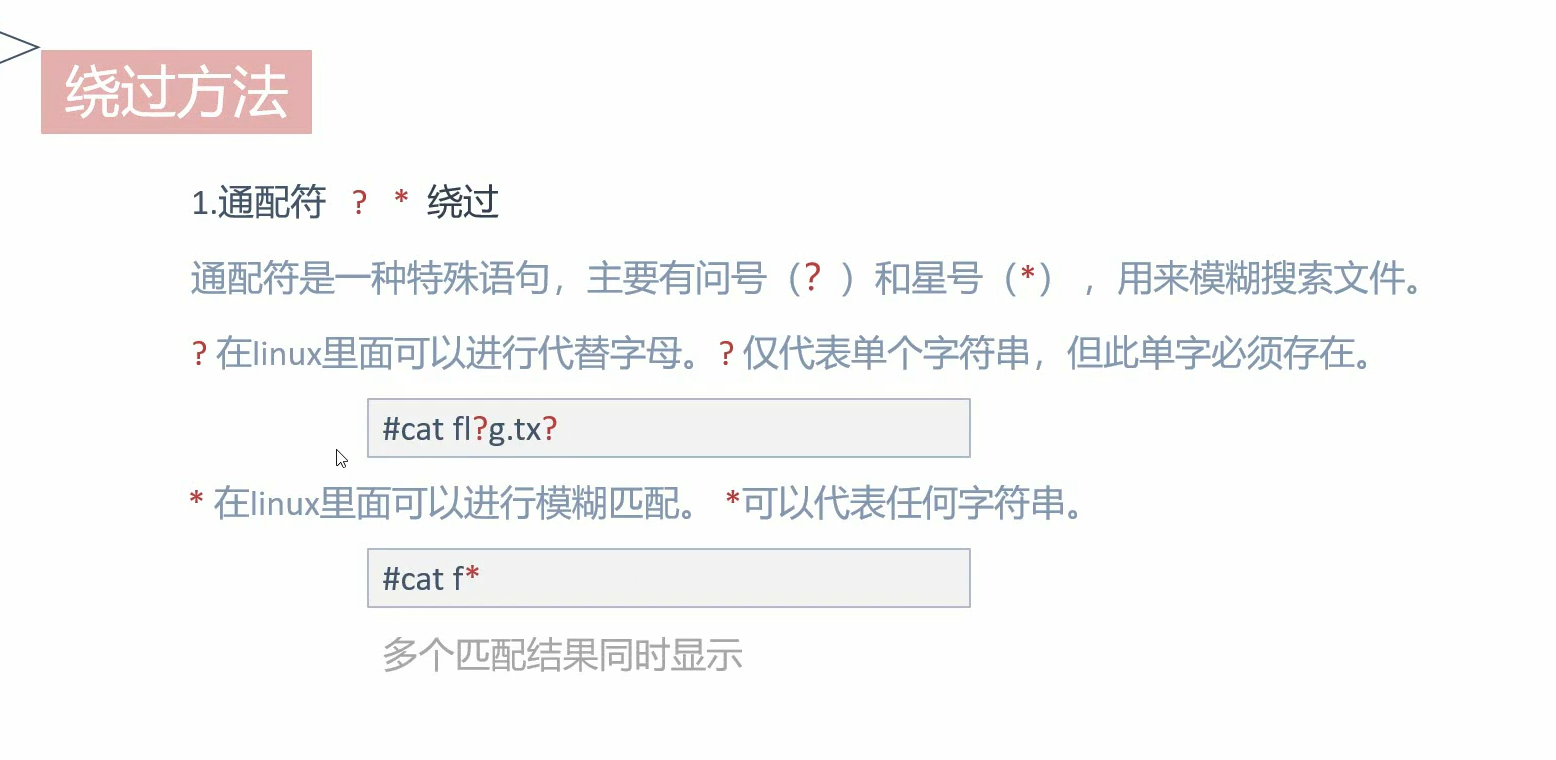 绕过方法
1.通配符 ? * 绕过
通配符是一种特殊语句，主要有问号（? ）和星号（*） ，用来模糊搜索文件。
? 在linux里面可以进行代替字母。? 仅代表单个字符串，但此单字必须存在。
#cat fl?g.tx?
* 在linux里面可以进行模糊匹配。 *可以代表任何字符串。
#cat f*
多个匹配结果同时显示